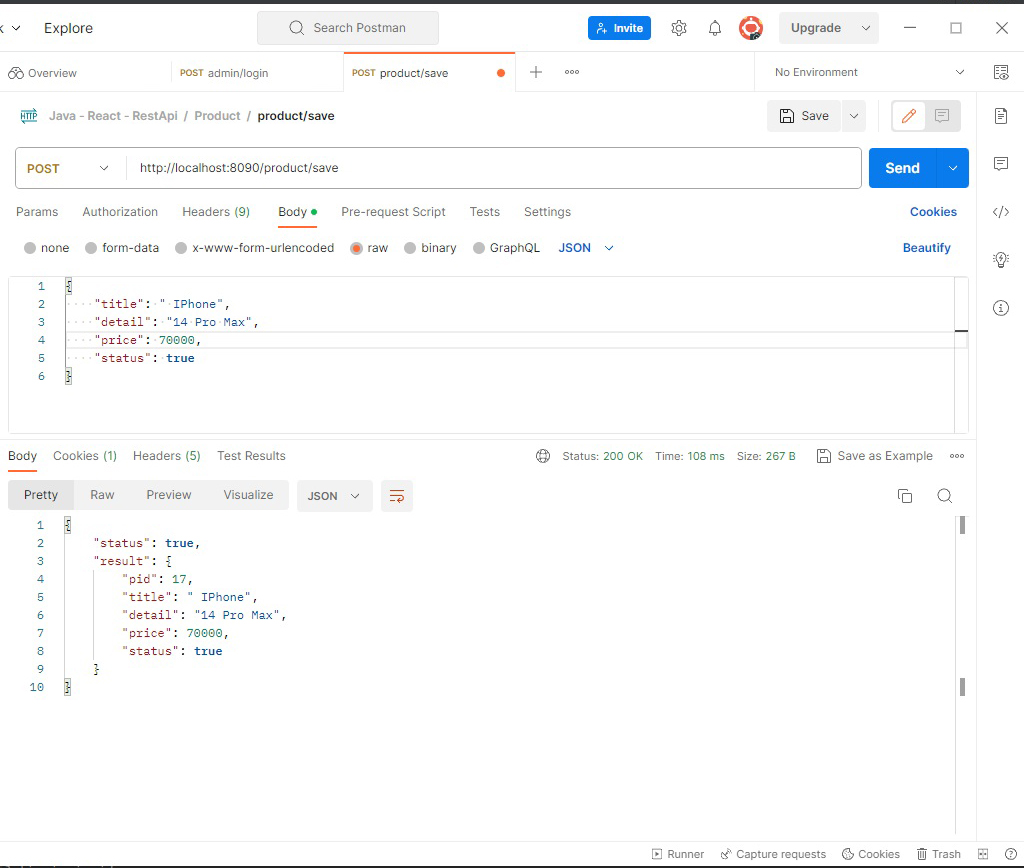 Explore
Search Postman
Invite
Upgrade
Overview
POST admin/login
POST product/save
No Environment
HTTP Java - React - RestApi / Product / product/save
Save
POST
http://localhost:8090/product/save
Send
Params Authorization Headers (9) Body Pre-request Script Tests Settings Cookies
none form-data x-www-form-urlencoded raw binary GraphQL JSON Beautify
1 {
2 "title": " IPhone",
3 "detail": "14 Pro Max",
4 "price": 70000,
5 "status": true
6 }
Body Cookies (1) Headers (5) Test Results Status: 200 OK Time: 108 ms Size: 267 B Save as Example
Pretty Raw Preview Visualize JSON
1 {
2 "status": true,
3 "result": {
4 "pid": 17,
5 "title": " IPhone",
6 "detail": "14 Pro Max",
7 "price": 70000,
8 "status": true
9 }
10 }
Runner Capture requests Cookies Trash